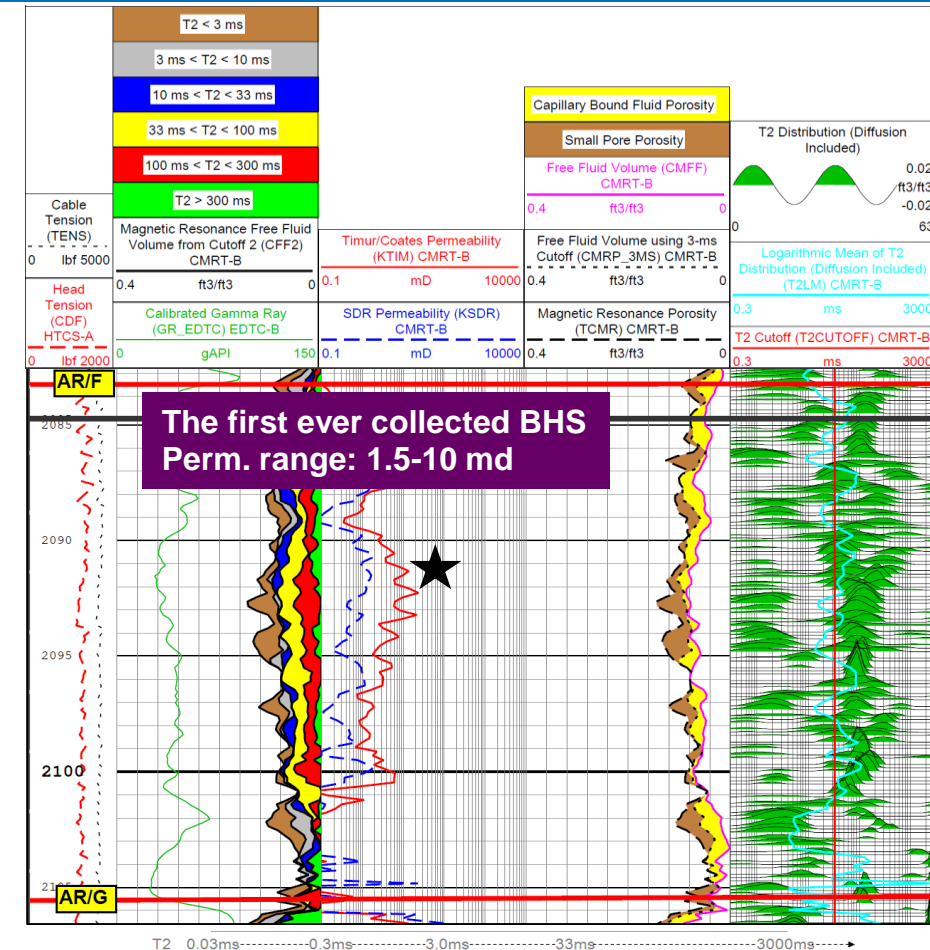 T2 < 3 ms
3 ms < T2 < 10 ms
10 ms < T2 < 33 ms
33 ms < T2 < 100 ms
100 ms < T2 < 300 ms
T2 > 300 ms
Cable
Tension
(TENS)
0 lbf 5000
Head
Tension
(CDF)
HTCS-A
0 lbf 2000
Magnetic Resonance Free Fluid
Volume from Cutoff 2 (CFF2)
CMRT-B
0.4 ft3/ft3 0
Calibrated Gamma Ray
(GR_EDTC) EDTC-B
0 gAPI 150
Timur/Coates Permeability
(KTIM) CMRT-B
0.1 mD 10000
SDR Permeability (KSDR)
CMRT-B
0.1 mD 10000
Capillary Bound Fluid Porosity
Small Pore Porosity
Free Fluid Volume (CMFF)
CMRT-B
0.4 ft3/ft3 0
Free Fluid Volume using 3-ms
Cutoff (CMRP_3MS) CMRT-B
0.4 ft3/ft3 0
Magnetic Resonance Porosity
(TCMR) CMRT-B
0.4 ft3/ft3 0
T2 Distribution (Diffusion
Included)
0.02
ft3/ft3
-0.02
0 63
Logarithmic Mean of T2
Distribution (Diffusion Included)
(T2LM) CMRT-B
0.3 ms 3000
T2 Cutoff (T2CUTOFF) CMRT-B
0.3 ms 3000
AR/F
The first ever collected BHS
Perm. range: 1.5-10 md
2085
2090
2095
2100
AR/G
T2 0.03ms 0.3ms 3.0ms 33ms 3000ms